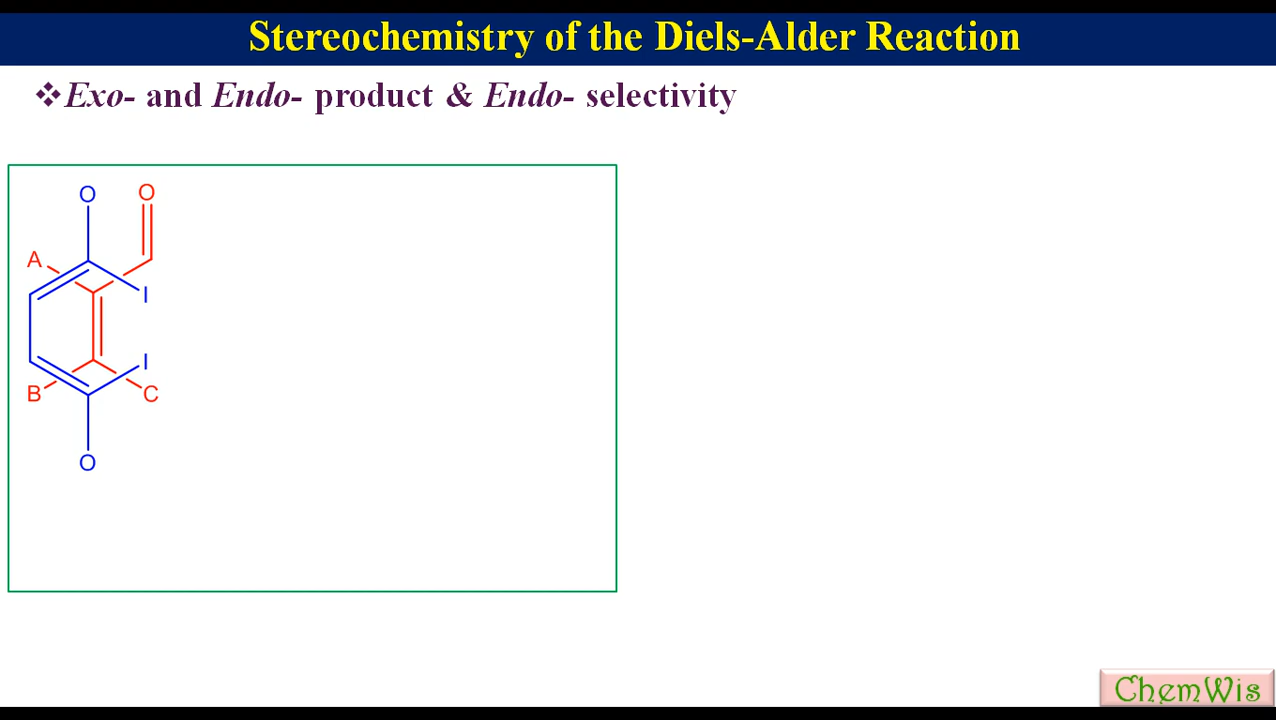 Stereochemistry of the Diels-Alder Reaction
❖Exo- and Endo- product & Endo- selectivity
O O
A
I
I
B C
O
ChemWis